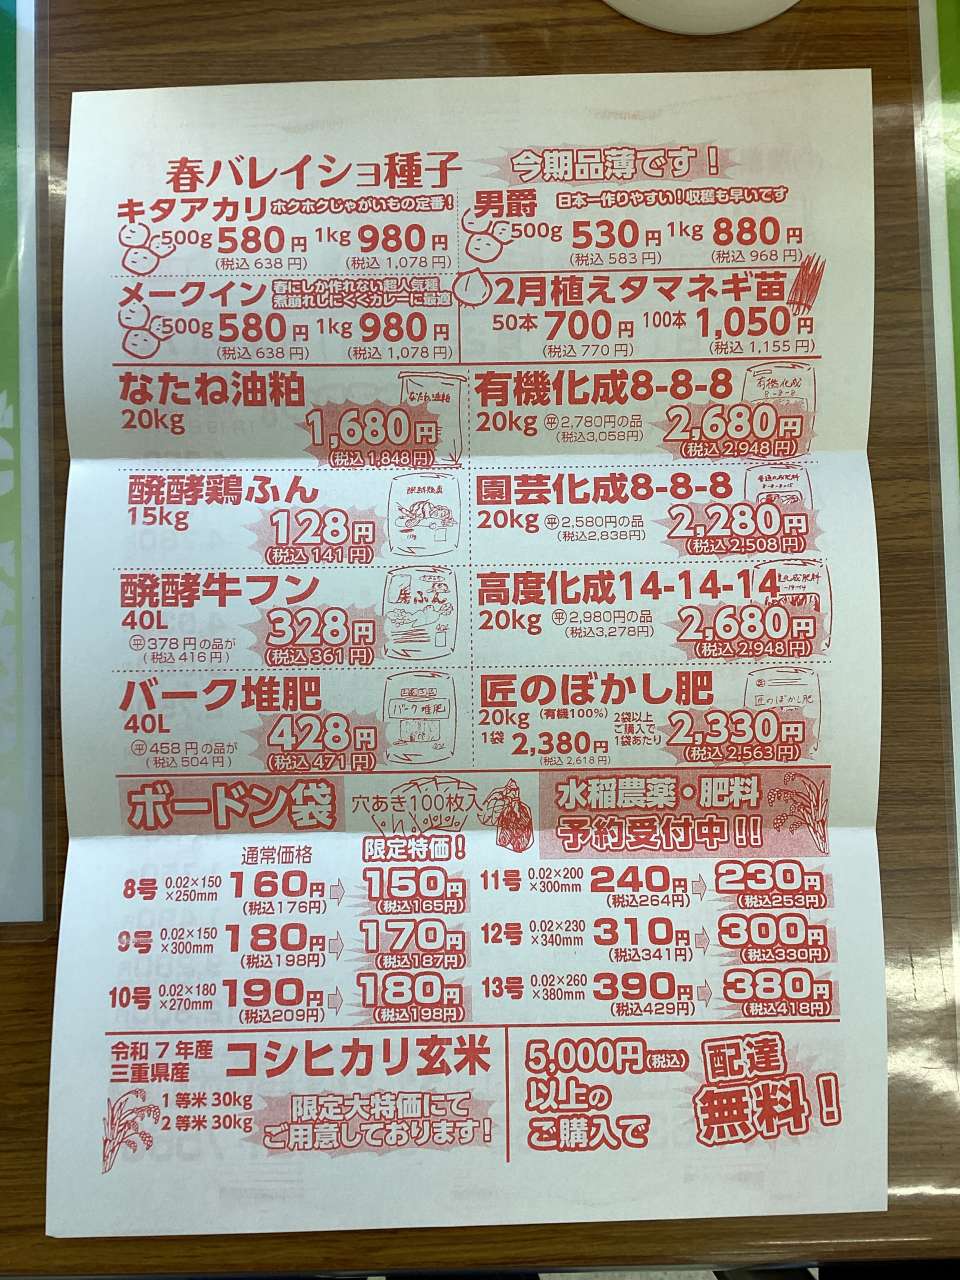 春バレイショ種子
今期品薄です！
キタアカリ ホクホクじゃがいもの定番！
500g 580円 1kg 980円
(税込 638円) (税込 1,078円)
男爵 日本一作りやすい！収穫も早いです
500g 530円 1kg 880円
(税込 583円) (税込 968円)
メークイン 春にしか作れない超人気種
煮崩れしにくくカレーに最適
500g 580円 1kg 980円
(税込 638円) (税込 1,078円)
2月植えタマネギ苗
50本 700円 100本 1,050円
(税込 770円) (税込 1,155円)
なたね油粕
20kg
なたね油粕
1,680円
(税込 1,848円)
有機化成8-8-8
有機化成
8-8-8
20kg 平2,780円の品
(税込3,058円)
2,680円
(税込 2,948円)
醗酵鶏ふん
15kg
128円
(税込 141円)
園芸化成8-8-8
20kg 平2,580円の品
(税込2,838円)
2,280円
(税込 2,508円)
醗酵牛フン
40L
平378円の品が
(税込 416円)
328円
(税込 361円)
高度化成14-14-14
20kg 平2,980円の品
(税込3,278円)
2,680円
(税込 2,948円)
バーク堆肥
40L
平458円の品が
(税込 504円)
428円
(税込 471円)
バーク堆肥
匠のぼかし肥
20kg (有機100%)
1袋 2,380円
(税込 2,618円)
2袋以上
ご購入で
1袋あたり
2,330円
(税込 2,563円)
匠のぼかし肥
ボードン袋 穴あき100枚入
水稲農薬・肥料
予約受付中!!
通常価格 限定特価！
8号 0.02×150×250mm 160円 150円
(税込176円) (税込165円)
9号 0.02×150×300mm 180円 170円
(税込198円) (税込187円)
10号 0.02×180×270mm 190円 180円
(税込209円) (税込198円)
11号 0.02×200×300mm 240円 230円
(税込264円) (税込253円)
12号 0.02×230×340mm 310円 300円
(税込341円) (税込330円)
13号 0.02×260×380mm 390円 380円
(税込429円) (税込418円)
令和7年産
三重県産
コシヒカリ玄米
1等米 30kg
2等米 30kg
限定大特価にて
ご用意しております！
5,000円(税込)
以上の
ご購入で
配達
無料！